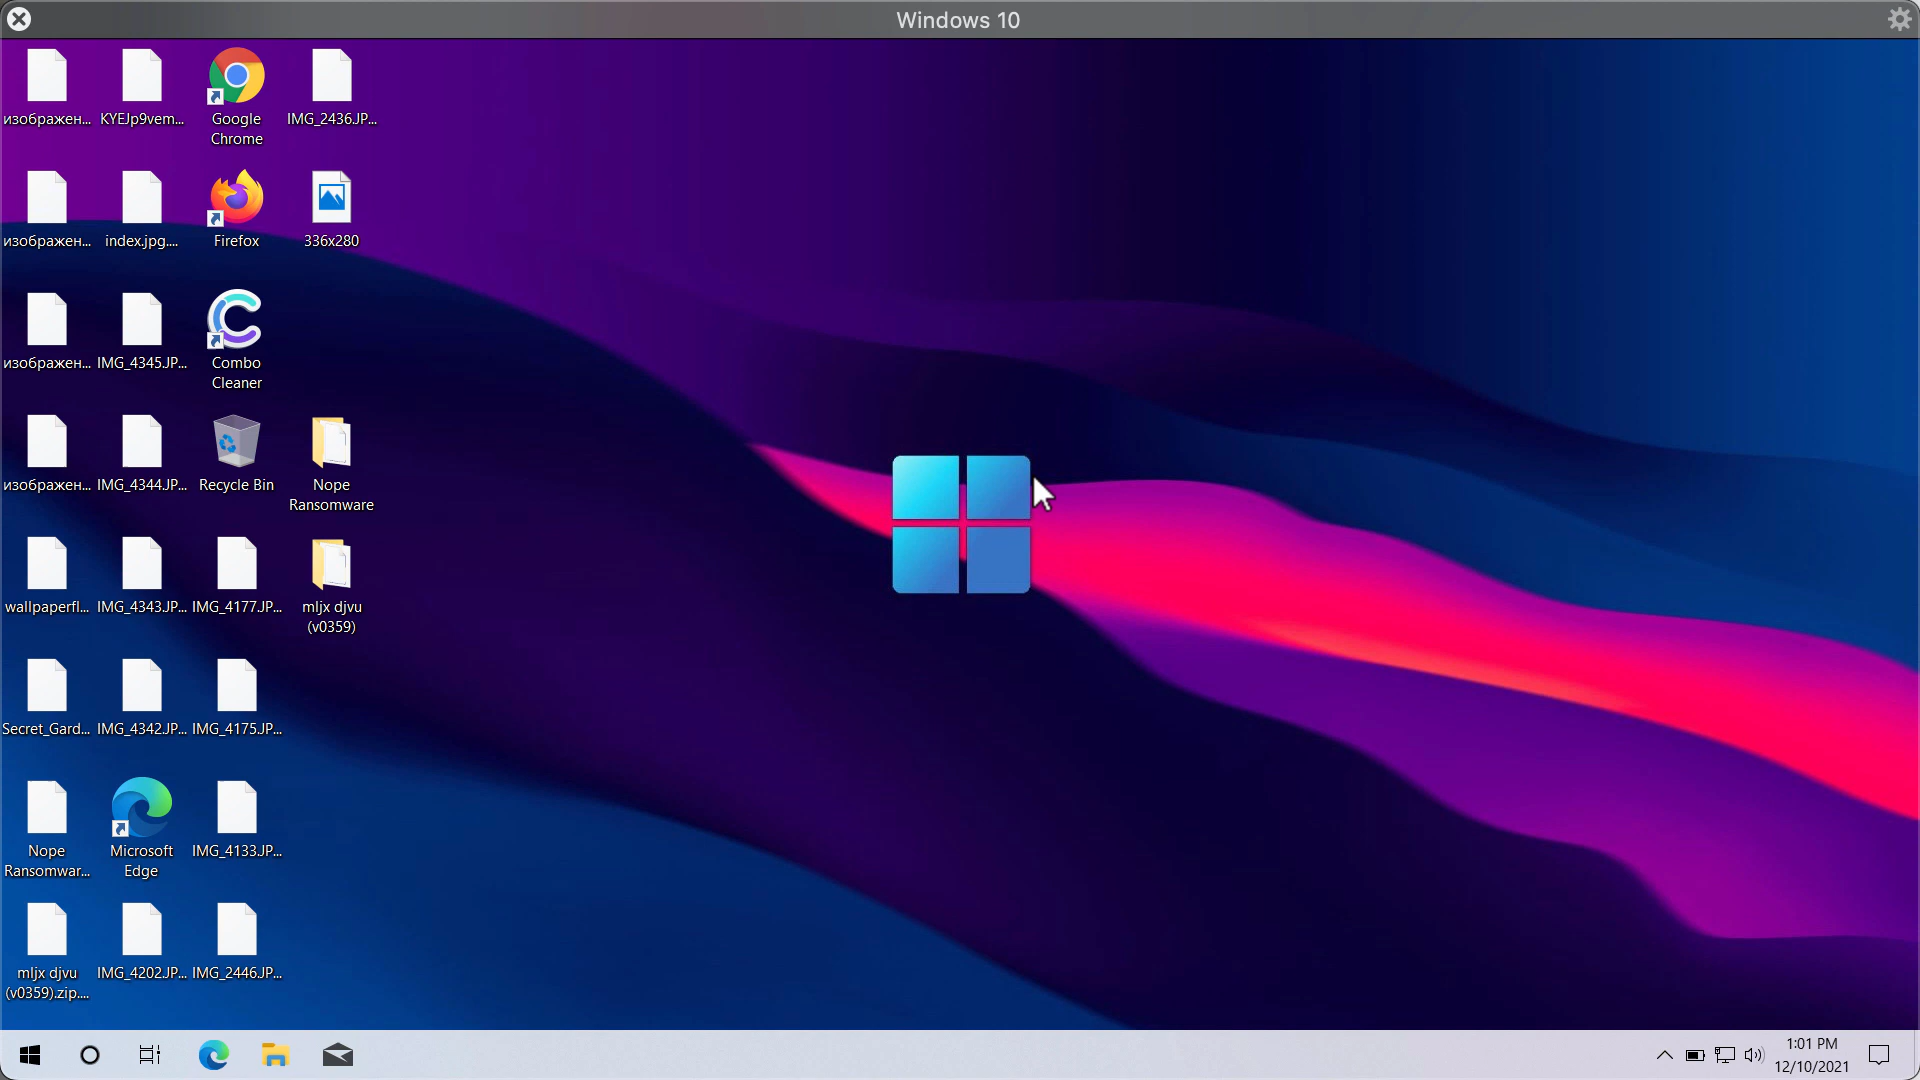 Windows 10
изображен...
KYEJp9vem...
Google
Chrome
IMG_2436.JP...
изображен...
index.jpg....
Firefox
336x280
изображен...
IMG_4345.JP...
Combo
Cleaner
изображен...
IMG_4344.JP...
Recycle Bin
Nope
Ransomware
wallpaperfl...
IMG_4343.JP...
IMG_4177.JP...
mljx djvu
(v0359)
Secret_Gard...
IMG_4342.JP...
IMG_4175.JP...
Nope
Ransomwar...
Microsoft
Edge
IMG_4133.JP...
mljx djvu
(v0359).zip....
IMG_4202.JP...
IMG_2446.JP...
1:01 PM
12/10/2021